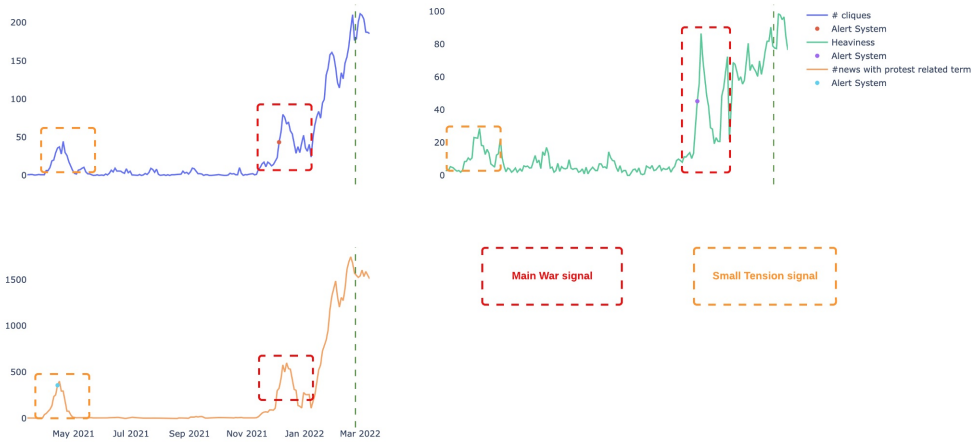 200
150
100
50
0
100
80
60
40
20
0
# cliques
Alert System
Heaviness
Alert System
#news with protest related term
Alert System
1500
1000
500
0
May 2021 Jul 2021 Sep 2021 Nov 2021 Jan 2022 Mar 2022
Main War signal
Small Tension signal